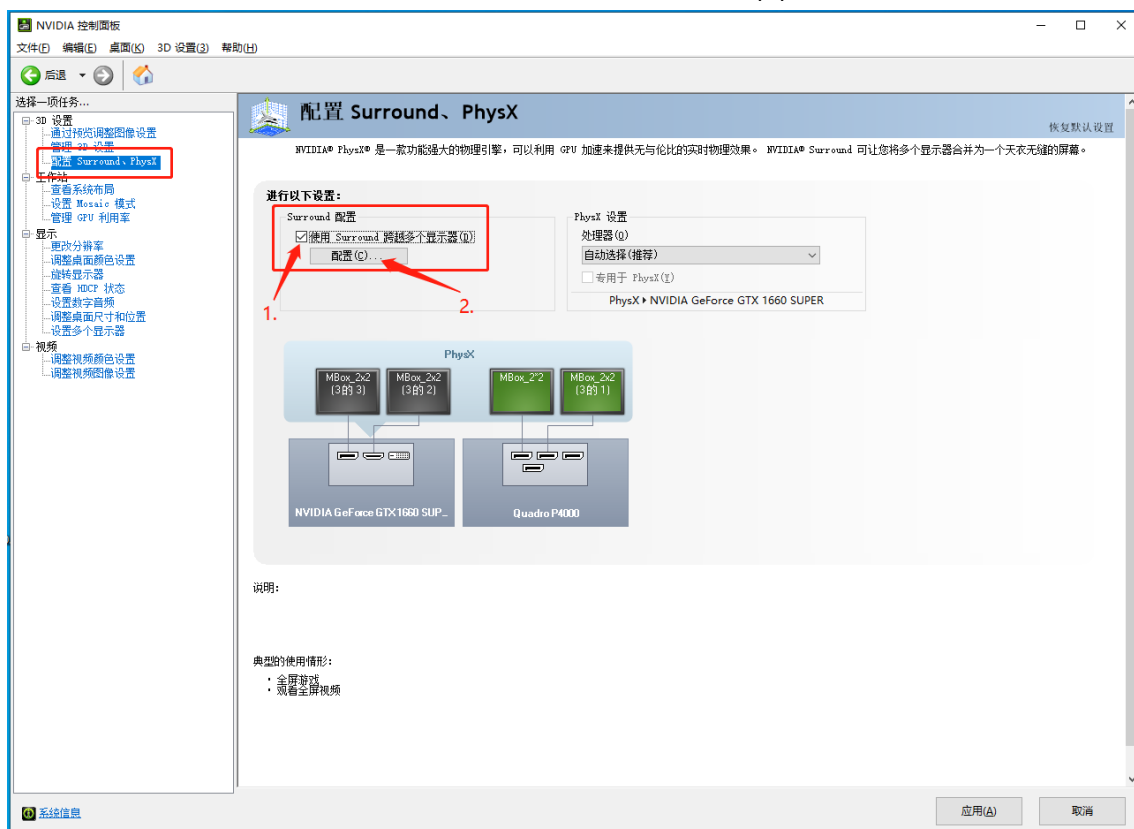 NVIDIA 控制面板
文件(F) 编辑(E) 桌面(K) 3D 设置(3) 帮助(H)
后退
选择一项任务...
3D 设置
通过预览调整图像设置
管理 3D 设置
配置 Surround、PhysX
工作站
查看系统布局
设置 Mosaic 模式
管理 GPU 利用率
显示
更改分辨率
调整桌面颜色设置
旋转显示器
查看 HDCP 状态
设置数字音频
调整桌面尺寸和位置
设置多个显示器
视频
调整视频颜色设置
调整视频图像设置
配置 Surround、PhysX
恢复默认设置
NVIDIA® PhysX® 是一款功能强大的物理引擎，可以利用 GPU 加速来提供无与伦比的实时物理效果。 NVIDIA® Surround 可让您将多个显示器合并为一个天衣无缝的屏幕。
进行以下设置：
Surround 配置
使用 Surround 跨越多个显示器(D)
配置(C)...
1.
2.
PhysX 设置
处理器(O)
自动选择(推荐)
专用于 PhysX(Y)
PhysX ▸ NVIDIA GeForce GTX 1660 SUPER
PhysX
MBox_2x2 (3的 3)
MBox_2x2 (3的 2)
MBox_2*2
MBox_2x2 (3的 1)
NVIDIA GeForce GTX 1660 SUP...
Quadro P4000
说明：
典型的使用情形：
· 全屏游戏
· 观看全屏视频
系统信息
应用(A)
取消